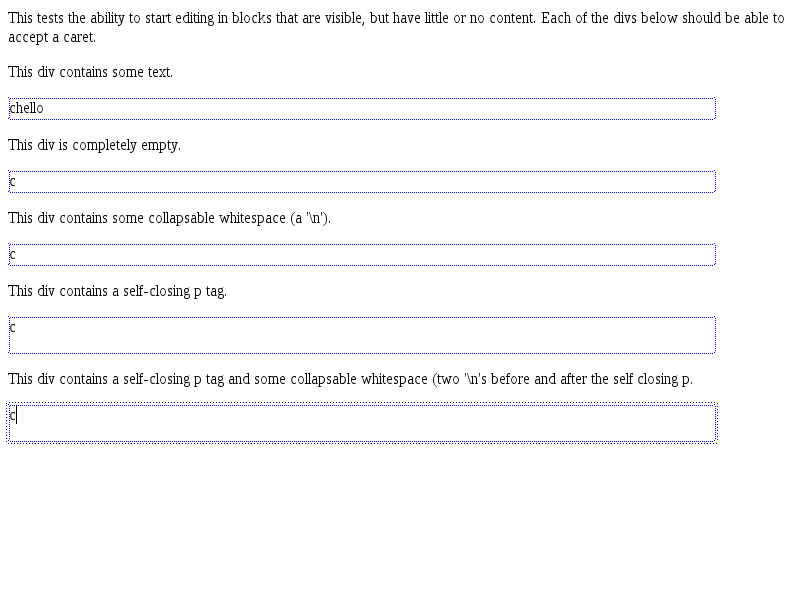 This tests the ability to start editing in blocks that are visible, but have little or no content. Each of the divs below should be able to
accept a caret.
This div contains some text.
chello
This div is completely empty.
c
This div contains some collapsable whitespace (a '\n').
c
This div contains a self-closing p tag.
c
This div contains a self-closing p tag and some collapsable whitespace (two '\n's before and after the self closing p.
c